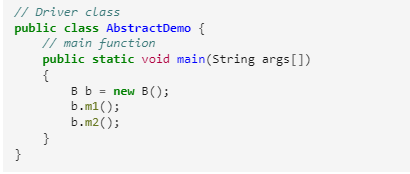 // Driver class
public class AbstractDemo {
    // main function
    public static void main(String args[])
    {
        B b = new B();
        b.m1();
        b.m2();
    }
}